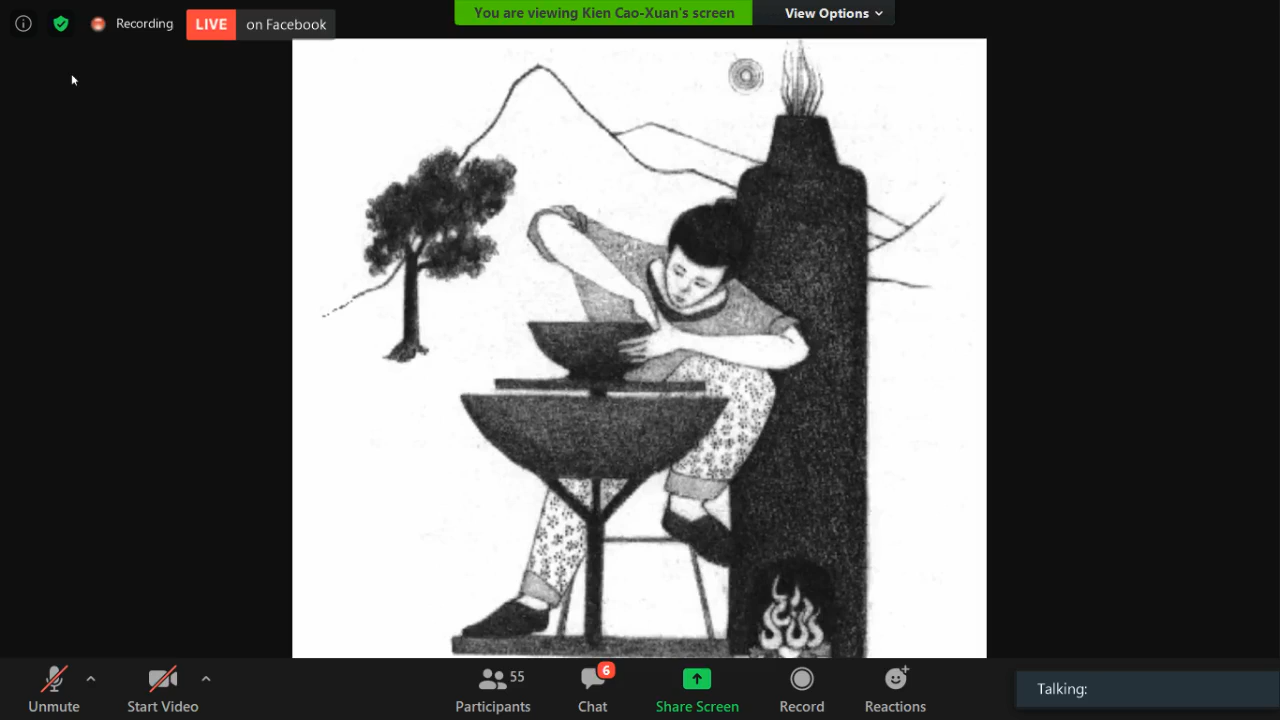 You are viewing Kien Cao-Xuan's screen
View Options
Recording
LIVE
on Facebook
Unmute
Start Video
55
Participants
6
Chat
Share Screen
Record
Reactions
Talking: